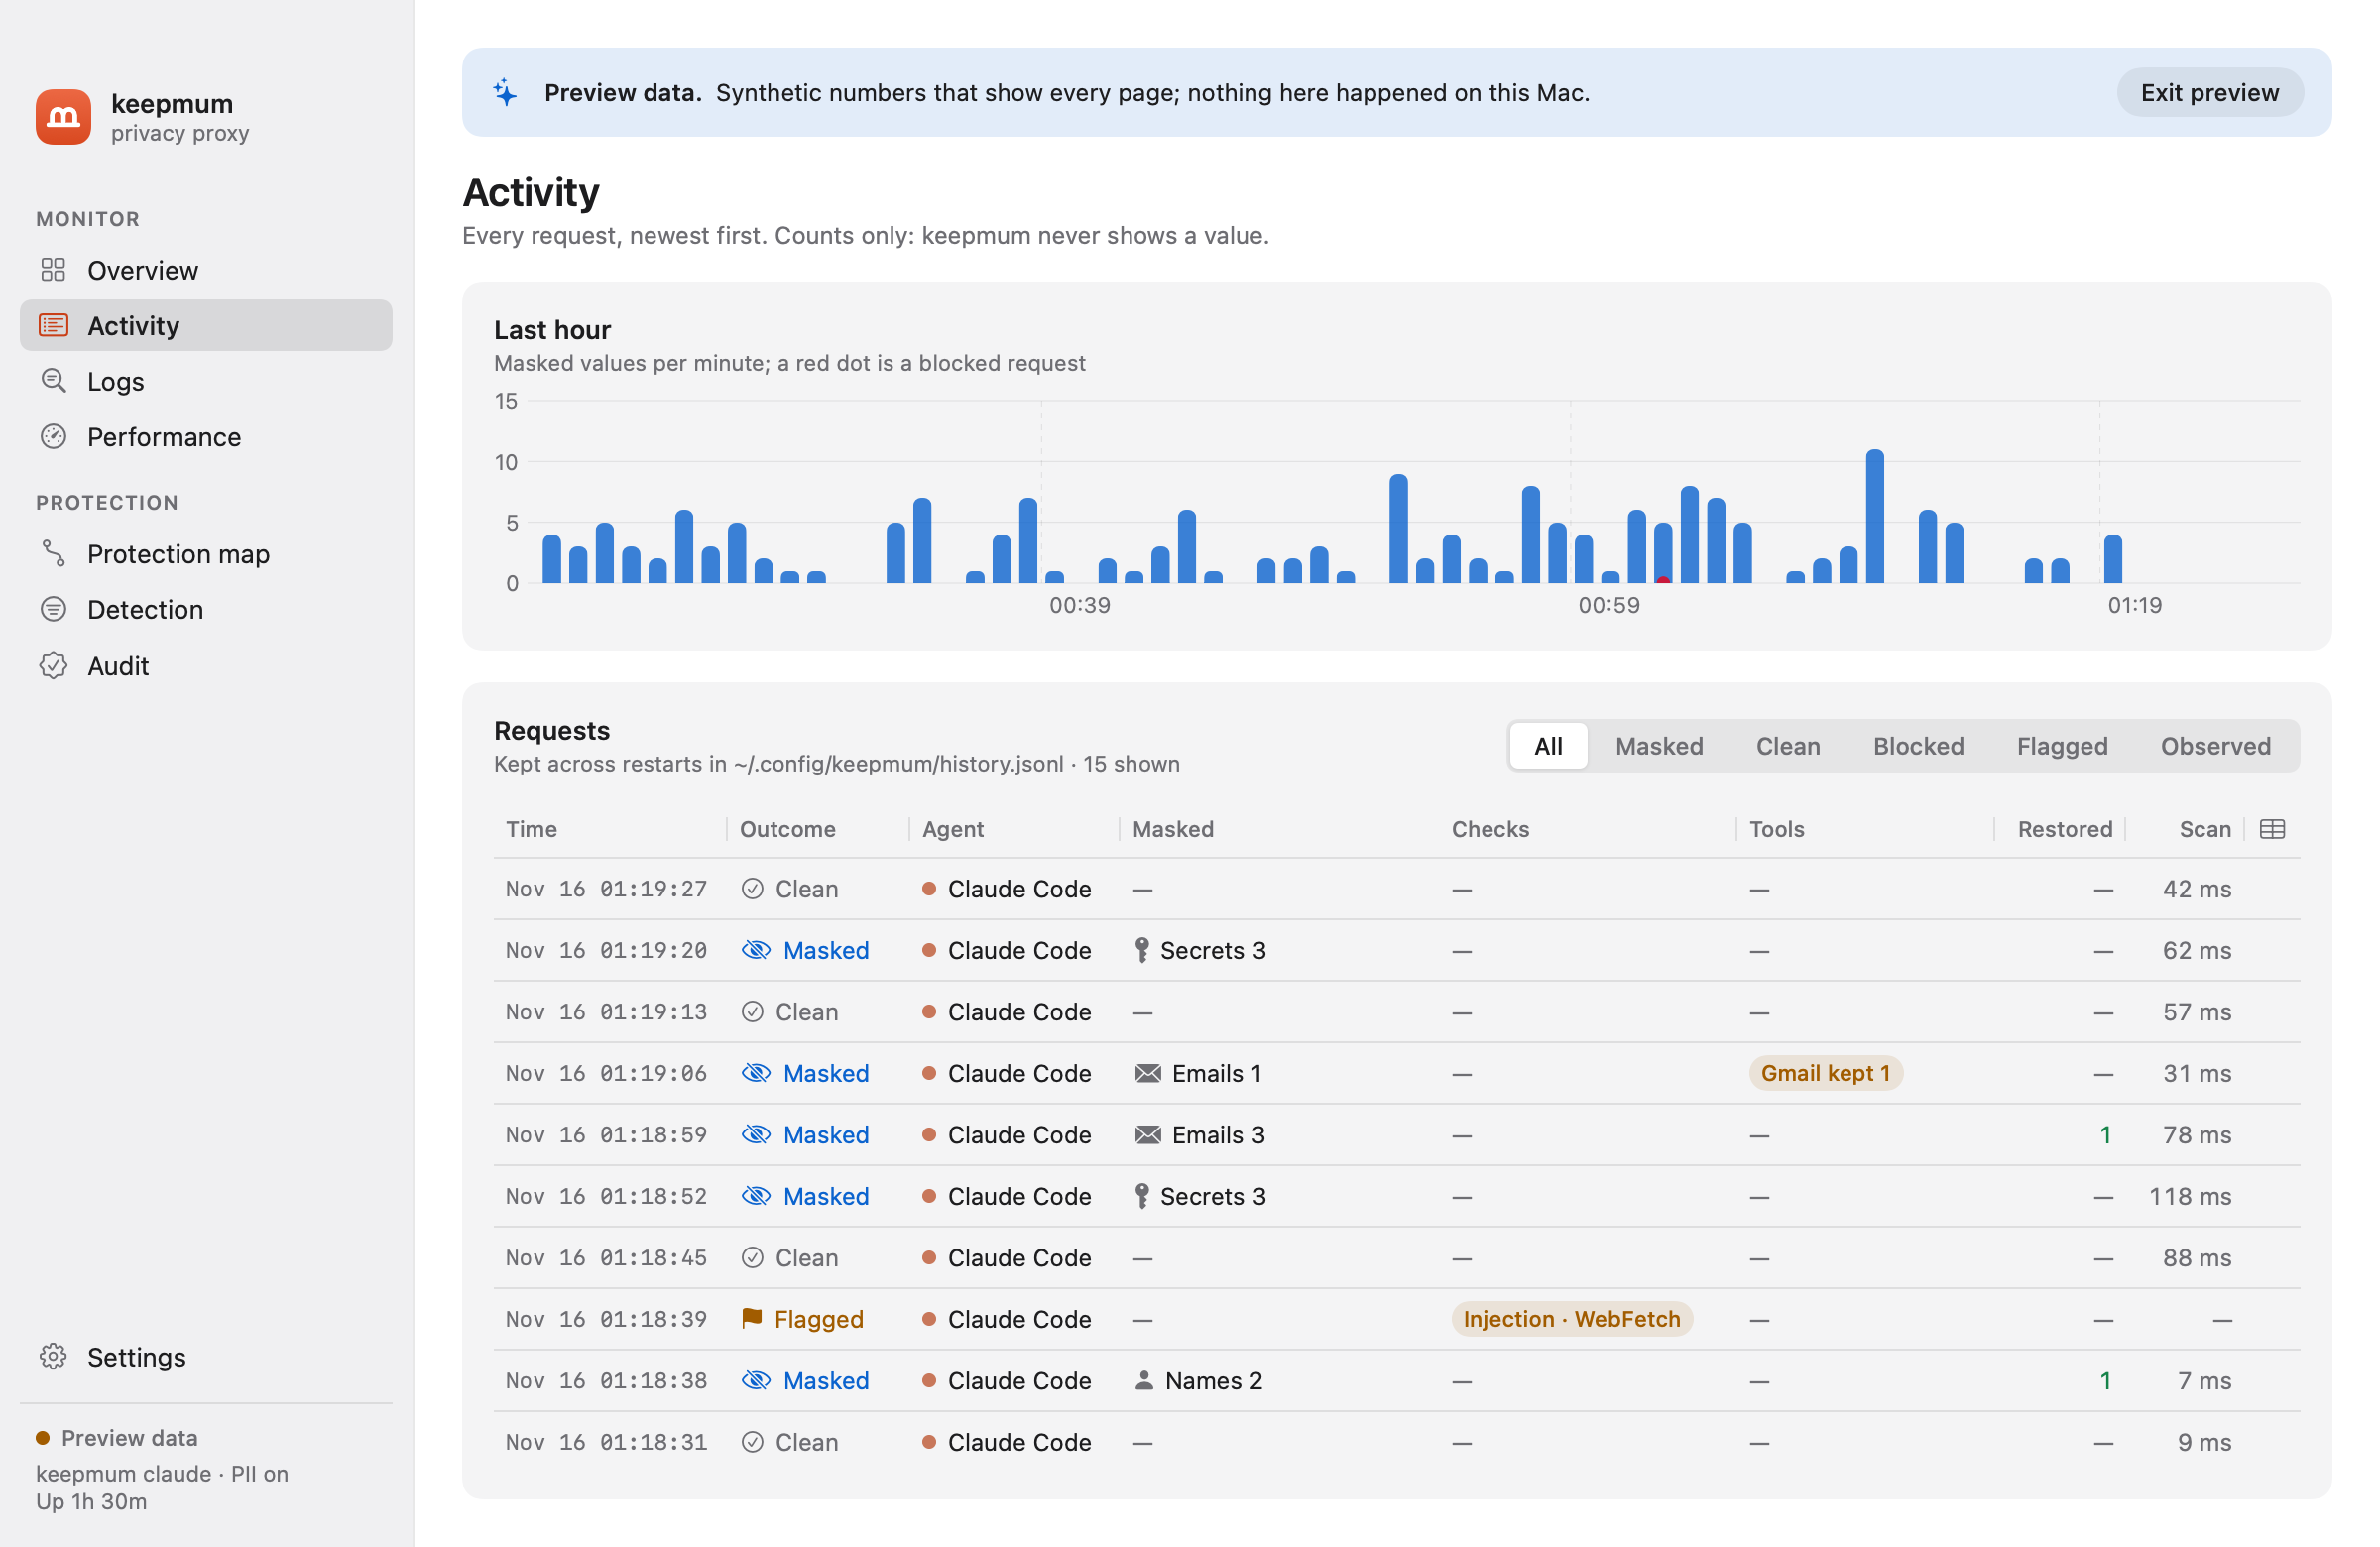 keepmum
privacy proxy
MONITOR
Overview
Activity
Logs
Performance
PROTECTION
Protection map
Detection
Audit
Settings
Preview data
keepmum claude · PII on
Up 1h 30m
Preview data. Synthetic numbers that show every page; nothing here happened on this Mac.
Exit preview
Activity
Every request, newest first. Counts only: keepmum never shows a value.
Last hour
Masked values per minute; a red dot is a blocked request
15
10
5
0
00:39 00:59 01:19
Requests
Kept across restarts in ~/.config/keepmum/history.jsonl · 15 shown
All Masked Clean Blocked Flagged Observed
Time Outcome Agent Masked Checks Tools Restored Scan
Nov 16 01:19:27 Clean Claude Code — — — — 42 ms
Nov 16 01:19:20 Masked Claude Code Secrets 3 — — — 62 ms
Nov 16 01:19:13 Clean Claude Code — — — — 57 ms
Nov 16 01:19:06 Masked Claude Code Emails 1 — Gmail kept 1 — 31 ms
Nov 16 01:18:59 Masked Claude Code Emails 3 — — 1 78 ms
Nov 16 01:18:52 Masked Claude Code Secrets 3 — — — 118 ms
Nov 16 01:18:45 Clean Claude Code — — — — 88 ms
Nov 16 01:18:39 Flagged Claude Code — Injection · WebFetch — — —
Nov 16 01:18:38 Masked Claude Code Names 2 — — 1 7 ms
Nov 16 01:18:31 Clean Claude Code — — — — 9 ms